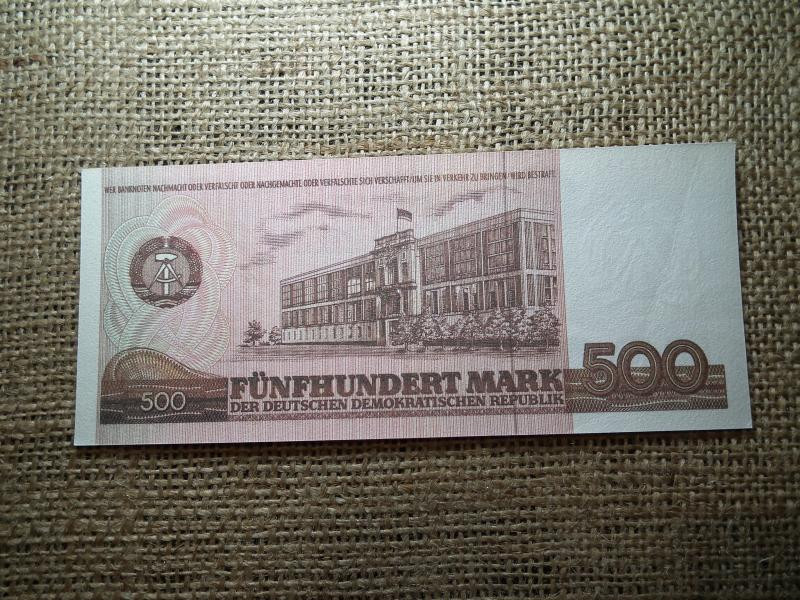 WER BANKNOTEN NACHMACHT ODER VERFÄLSCHT ODER NACHGEMACHTE ODER VERFÄLSCHTE SICH VERSCHAFFT/UM SIE IN VERKEHR ZU BRINGEN/WIRD BESTRAFT.
500
FÜNFHUNDERT MARK
DER DEUTSCHEN DEMOKRATISCHEN REPUBLIK
500